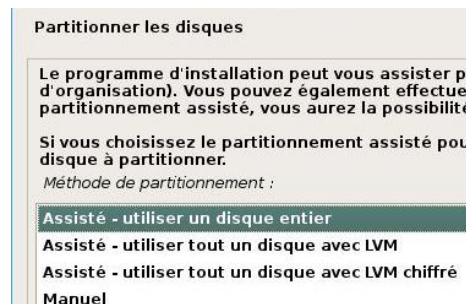 Partitionner les disques
Le programme d'installation peut vous assister p
d'organisation). Vous pouvez également effectue
partitionnement assisté, vous aurez la possibilité
Si vous choisissez le partitionnement assisté pou
disque à partitionner.
Méthode de partitionnement :
Assisté - utiliser un disque entier
Assisté - utiliser tout un disque avec LVM
Assisté - utiliser tout un disque avec LVM chiffré
Manuel